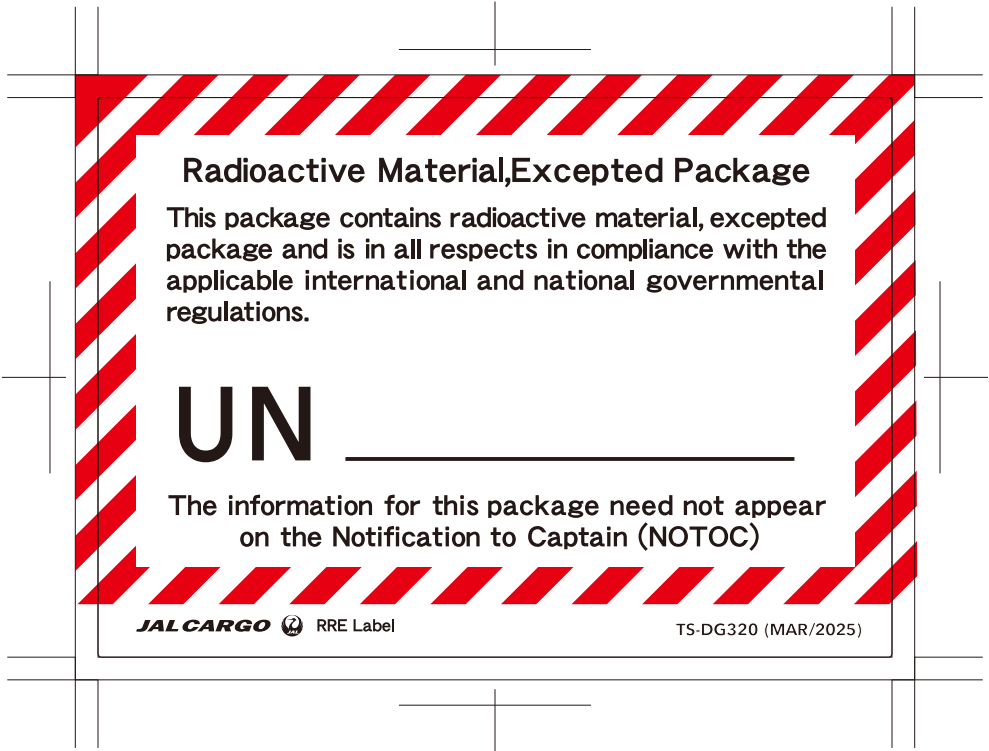 Radioactive Material,Excepted Package
This package contains radioactive material, excepted
package and is in all respects in compliance with the
applicable international and national governmental
regulations.
UN
The information for this package need not appear
on the Notification to Captain (NOTOC)
JAL CARGO JAL RRE Label
TS-DG320 (MAR/2025)